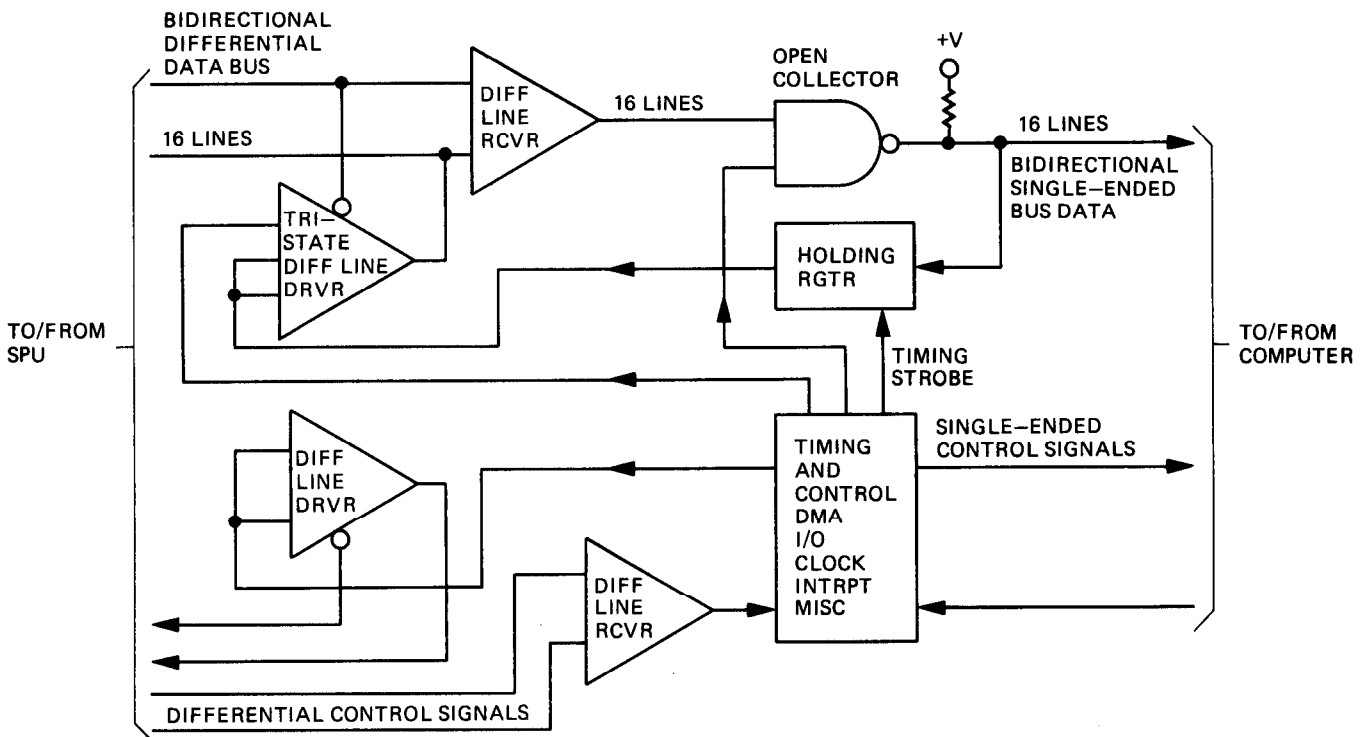 BIDIRECTIONAL
DIFFERENTIAL
DATA BUS
16 LINES
DIFF
LINE
RCVR
16 LINES
OPEN
COLLECTOR
+V
16 LINES
BIDIRECTIONAL
SINGLE–ENDED
BUS DATA
TRI–
STATE
DIFF LINE
DRVR
HOLDING
RGTR
TO/FROM
SPU
TIMING
STROBE
TO/FROM
COMPUTER
DIFF
LINE
DRVR
TIMING
AND
CONTROL
DMA
I/O
CLOCK
INTRPT
MISC
SINGLE–ENDED
CONTROL SIGNALS
DIFF
LINE
RCVR
DIFFERENTIAL CONTROL SIGNALS